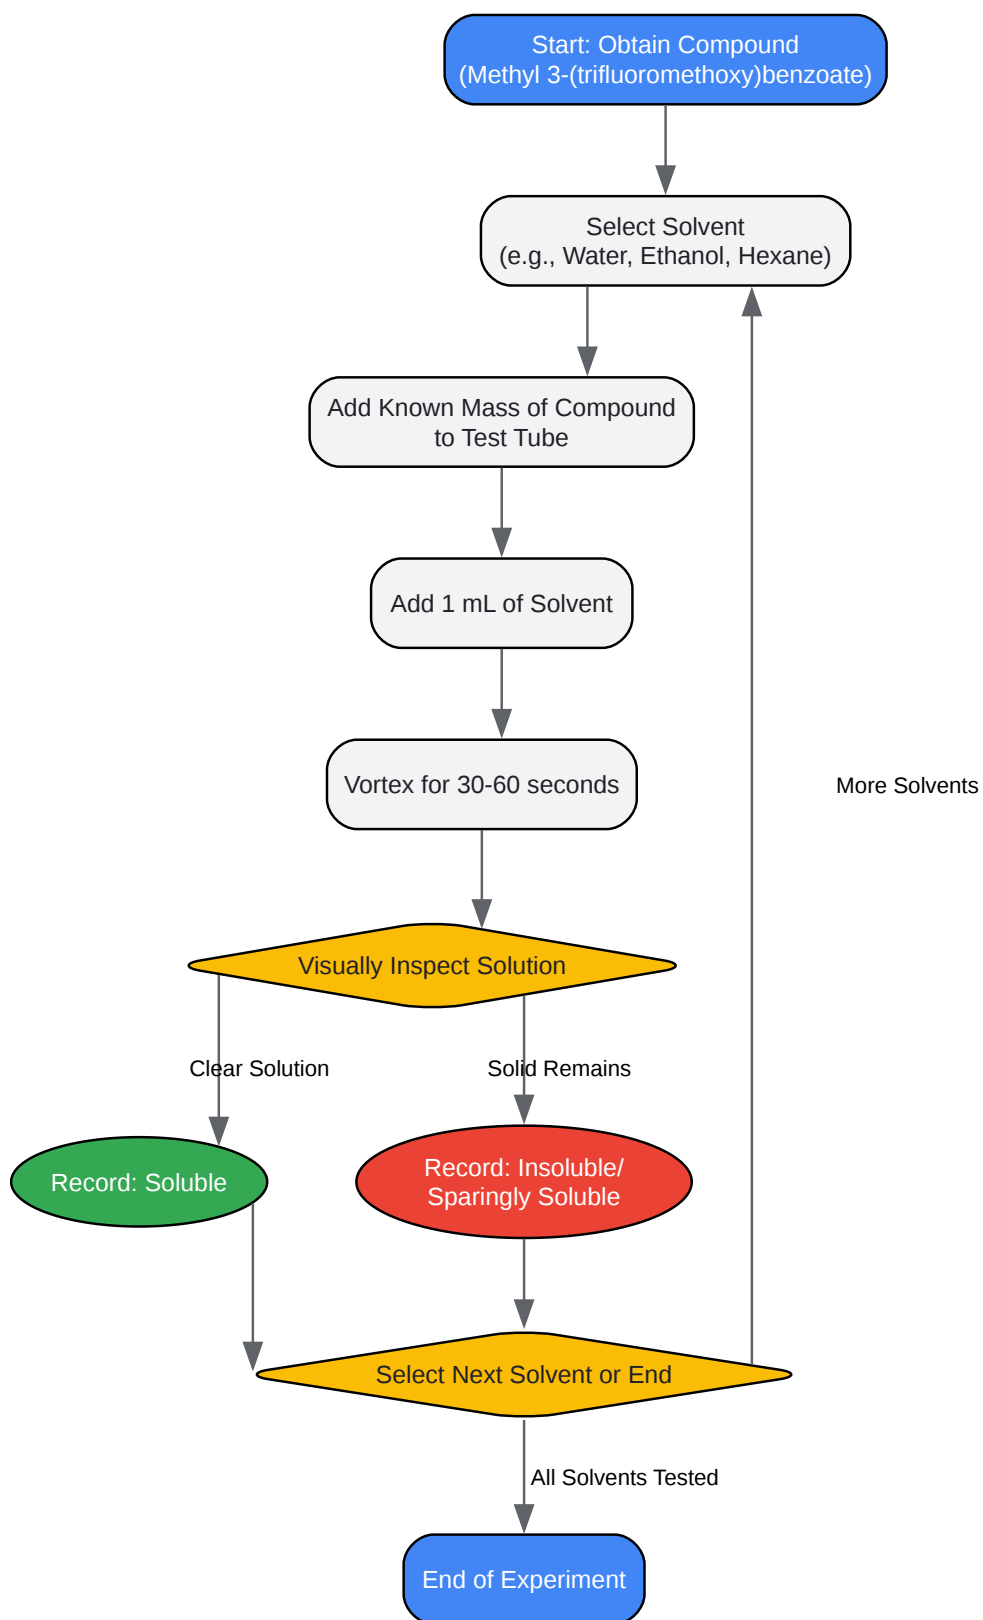 Start: Obtain Compound
(Methyl 3-(trifluoromethoxy)benzoate)
Select Solvent
(e.g., Water, Ethanol, Hexane)
Add Known Mass of Compound
to Test Tube
Add 1 mL of Solvent
Vortex for 30-60 seconds
More Solvents
Visually Inspect Solution
Clear Solution
Solid Remains
Record: Soluble
Record: Insoluble/
Sparingly Soluble
Select Next Solvent or End
All Solvents Tested
End of Experiment